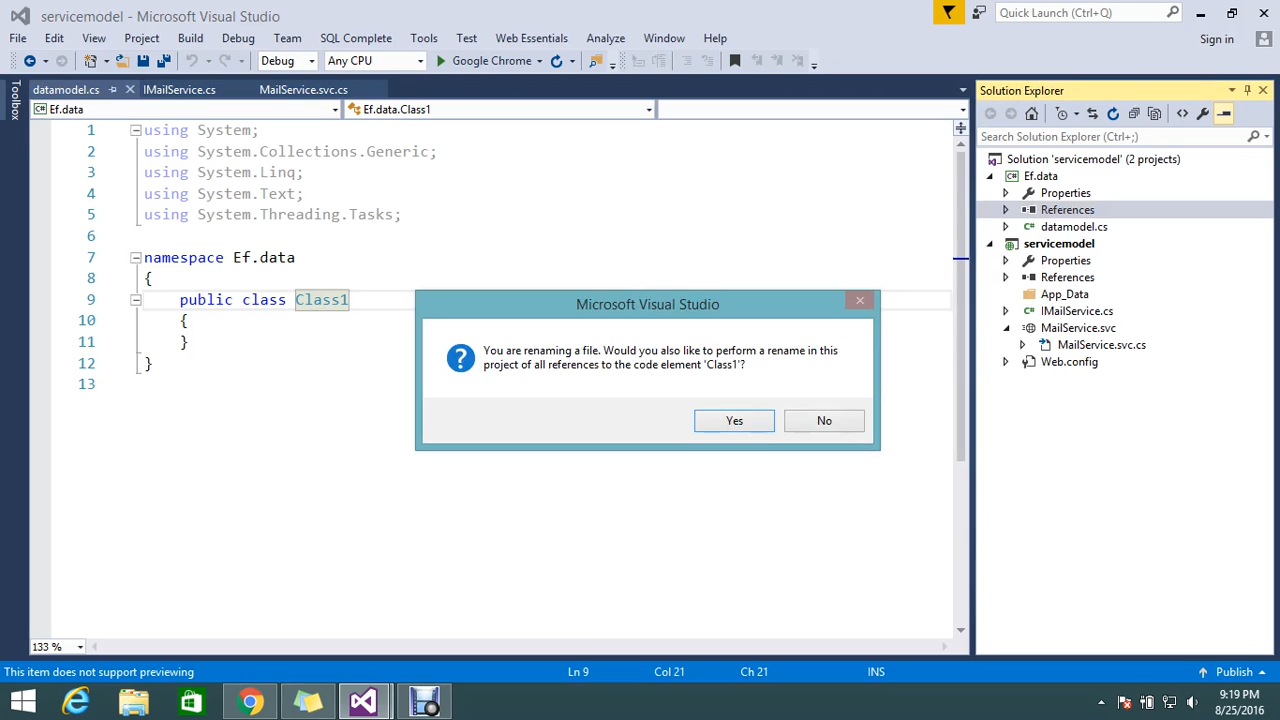 servicemodel - Microsoft Visual Studio
Quick Launch (Ctrl+Q)
File Edit View Project Build Debug Team SQL Complete Tools Test Web Essentials Analyze Window Help
Sign in
Debug Any CPU Google Chrome
Toolbox
datamodel.cs IMailService.cs MailService.svc.cs
Ef.data Ef.data.Class1
1 using System;
2 using System.Collections.Generic;
3 using System.Linq;
4 using System.Text;
5 using System.Threading.Tasks;
6
7 namespace Ef.data
8 {
9 public class Class1
10 {
11 }
12 }
13
Microsoft Visual Studio
You are renaming a file. Would you also like to perform a rename in this
project of all references to the code element 'Class1'?
Yes No
Solution Explorer
Search Solution Explorer (Ctrl+;)
Solution 'servicemodel' (2 projects)
Ef.data
Properties
References
datamodel.cs
servicemodel
Properties
References
App_Data
IMailService.cs
MailService.svc
MailService.svc.cs
Web.config
133 %
This item does not support previewing Ln 9 Col 21 Ch 21 INS Publish
9:19 PM
8/25/2016